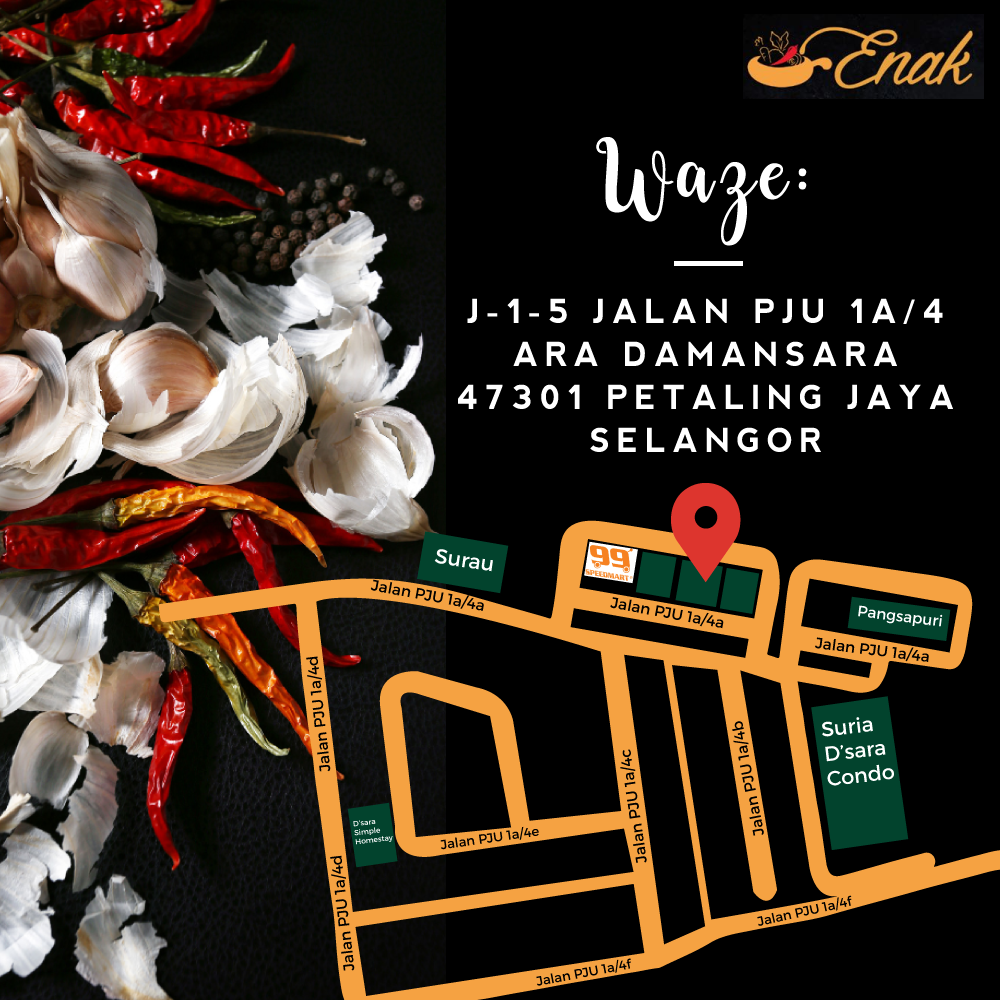 Enak
Waze:
J-1-5 JALAN PJU 1A/4
ARA DAMANSARA
47301 PETALING JAYA
SELANGOR
Surau
99
SPEEDMART
Jalan PJU 1a/4a
Jalan PJU 1a/4a
Pangsapuri
Jalan PJU 1a/4a
Jalan PJU 1a/4d
Suria
D'sara
Condo
Jalan PJU 1a/4c
Jalan PJU 1a/4b
D'sara
Simple
Homestay
Jalan PJU 1a/4e
Jalan PJU 1a/4d
Jalan PJU 1a/4f
Jalan PJU 1a/4f